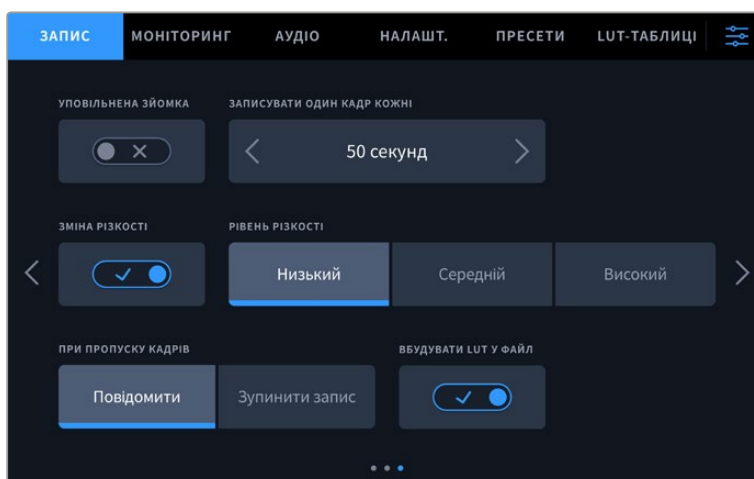 ЗАПИС МОНІТОРИНГ АУДІО НАЛАШТ. ПРЕСЕТИ LUT-ТАБЛИЦІ
УПОВІЛЬНЕНА ЗЙОМКА ЗАПИСУВАТИ ОДИН КАДР КОЖНІ
50 секунд
ЗМІНА РІЗКОСТІ РІВЕНЬ РІЗКОСТІ
Низький Середній Високий
ПРИ ПРОПУСКУ КАДРІВ ВБУДУВАТИ LUT У ФАЙЛ
Повідомити Зупинити запис